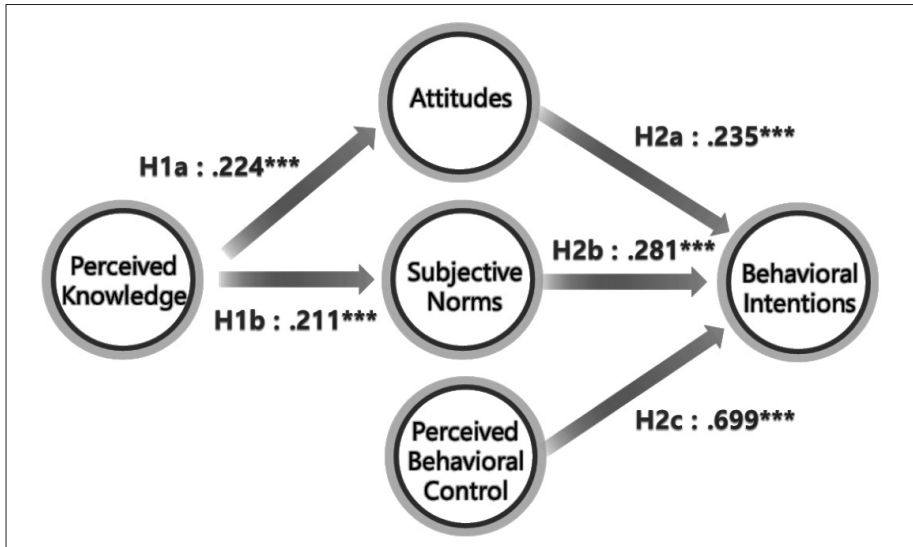 Attitudes
H1a : .224***
H2a : .235***
Perceived
Knowledge
H1b : .211***
Subjective
Norms
H2b : .281***
Behavioral
Intentions
Perceived
Behavioral
Control
H2c : .699***